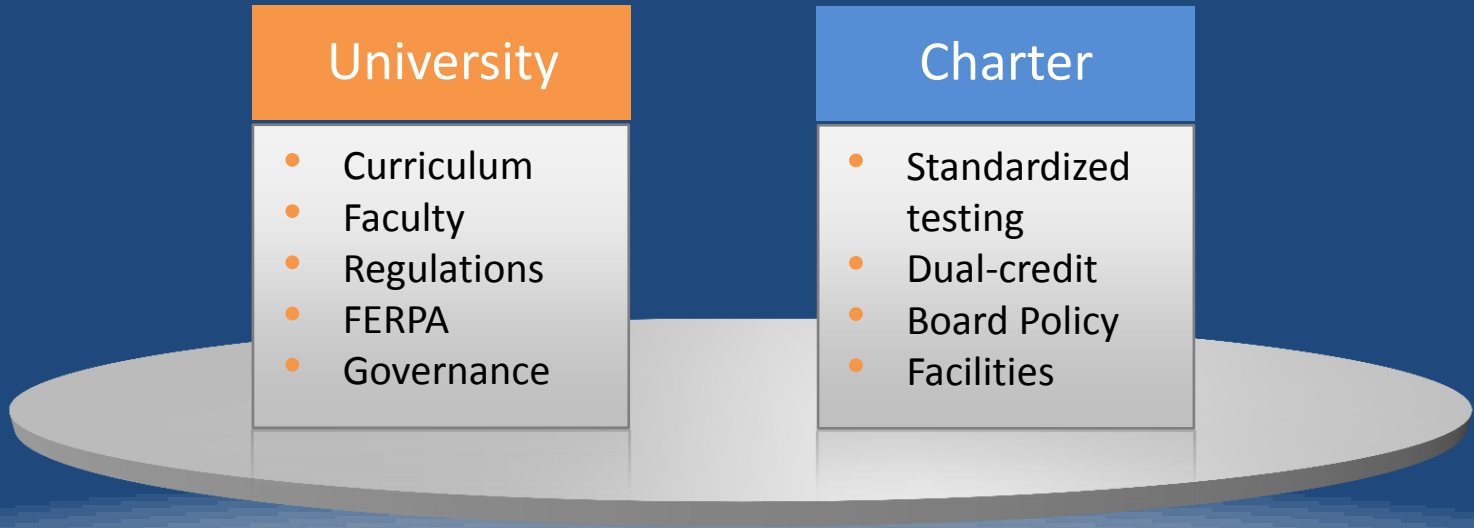 University
• Curriculum
• Faculty
• Regulations
• FERPA
• Governance
Charter
• Standardized
testing
• Dual-credit
• Board Policy
• Facilities